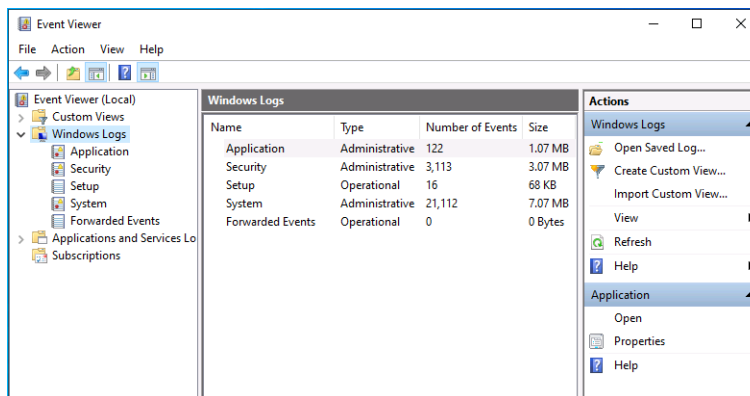 Event Viewer
File Action View Help
Event Viewer (Local)
Custom Views
Windows Logs
Application
Security
Setup
System
Forwarded Events
Applications and Services Lo
Subscriptions
Windows Logs
Name Type Number of Events Size
Application Administrative 122 1.07 MB
Security Administrative 3,113 3.07 MB
Setup Operational 16 68 KB
System Administrative 21,112 7.07 MB
Forwarded Events Operational 0 0 Bytes
Actions
Windows Logs
Open Saved Log...
Create Custom View...
Import Custom View...
View
Refresh
Help
Application
Open
Properties
Help